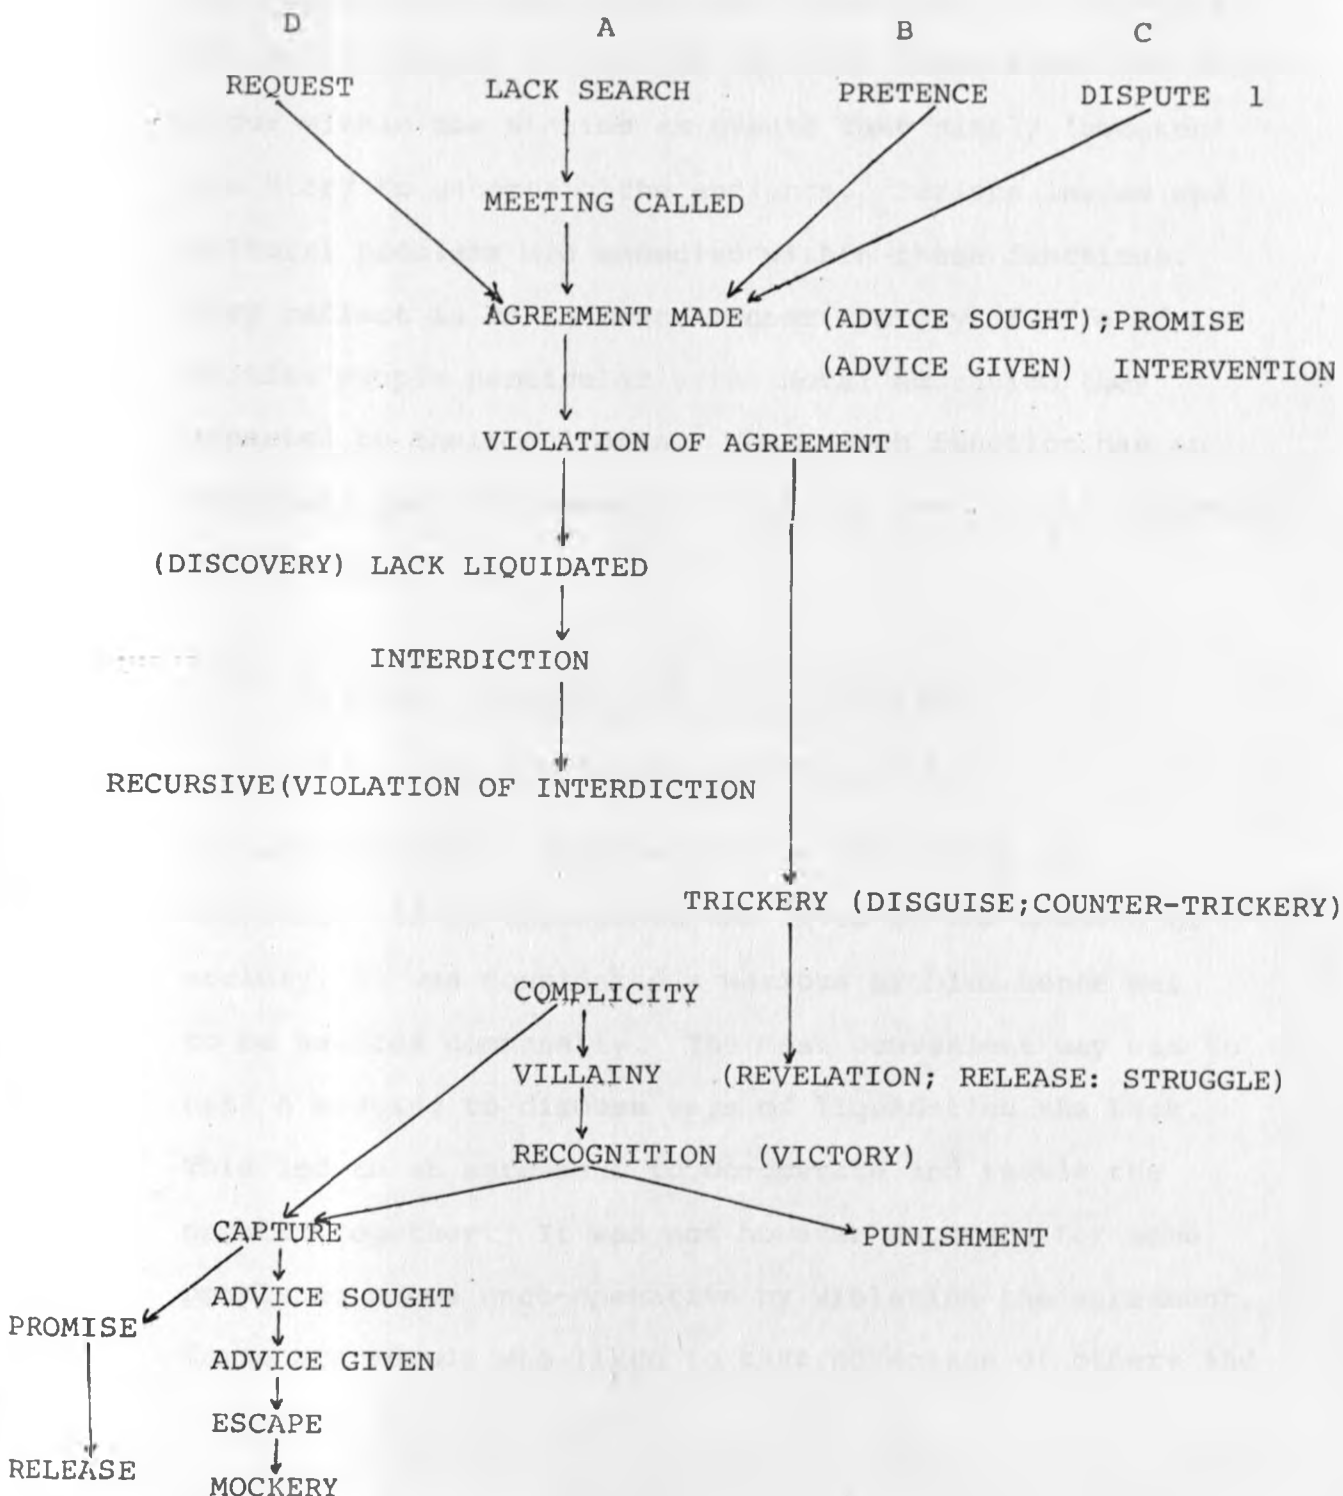 D A B C
REQUEST LACK SEARCH PRETENCE DISPUTE 1
MEETING CALLED
AGREEMENT MADE (ADVICE SOUGHT);PROMISE
(ADVICE GIVEN) INTERVENTION
VIOLATION OF AGREEMENT
(DISCOVERY) LACK LIQUIDATED
INTERDICTION
RECURSIVE(VIOLATION OF INTERDICTION
TRICKERY (DISGUISE;COUNTER-TRICKERY)
COMPLICITY
VILLAINY (REVELATION; RELEASE: STRUGGLE)
RECOGNITION (VICTORY)
CAPTURE PUNISHMENT
ADVICE SOUGHT
PROMISE
ADVICE GIVEN
ESCAPE
RELEASE
MOCKERY